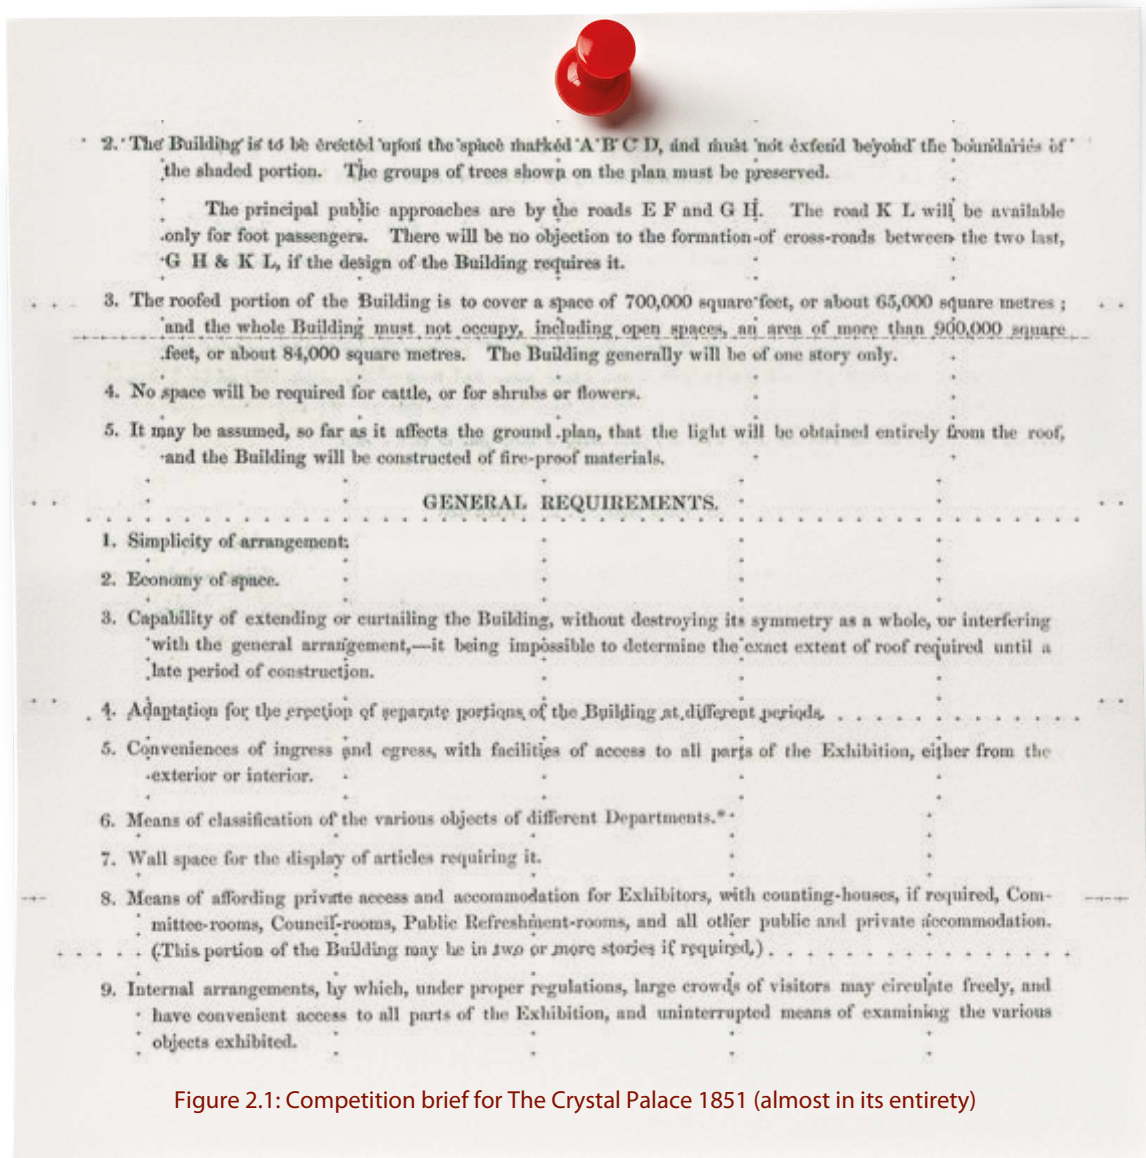 2. The Building is to be erected upon the space marked A B C D, and must not extend beyond the boundaries of
the shaded portion. The groups of trees shown on the plan must be preserved.
The principal public approaches are by the roads E F and G H. The road K L will be available
only for foot passengers. There will be no objection to the formation of cross-roads between the two last,
G H & K L, if the design of the Building requires it.
3. The roofed portion of the Building is to cover a space of 700,000 square feet, or about 65,000 square metres ;
and the whole Building must not occupy, including open spaces, an area of more than 900,000 square
feet, or about 84,000 square metres. The Building generally will be of one story only.
4. No space will be required for cattle, or for shrubs or flowers.
5. It may be assumed, so far as it affects the ground plan, that the light will be obtained entirely from the roof,
and the Building will be constructed of fire-proof materials.
GENERAL REQUIREMENTS.
1. Simplicity of arrangement.
2. Economy of space.
3. Capability of extending or curtailing the Building, without destroying its symmetry as a whole, or interfering
with the general arrangement,—it being impossible to determine the exact extent of roof required until a
late period of construction.
4. Adaptation for the erection of separate portions of the Building at different periods.
5. Conveniences of ingress and egress, with facilities of access to all parts of the Exhibition, either from the
exterior or interior.
6. Means of classification of the various objects of different Departments.*
7. Wall space for the display of articles requiring it.
8. Means of affording private access and accommodation for Exhibitors, with counting-houses, if required, Com-
mittee-rooms, Council-rooms, Public Refreshment-rooms, and all other public and private accommodation.
(This portion of the Building may be in two or more stories if required.)
9. Internal arrangements, by which, under proper regulations, large crowds of visitors may circulate freely, and
have convenient access to all parts of the Exhibition, and uninterrupted means of examining the various
objects exhibited.
Figure 2.1: Competition brief for The Crystal Palace 1851 (almost in its entirety)